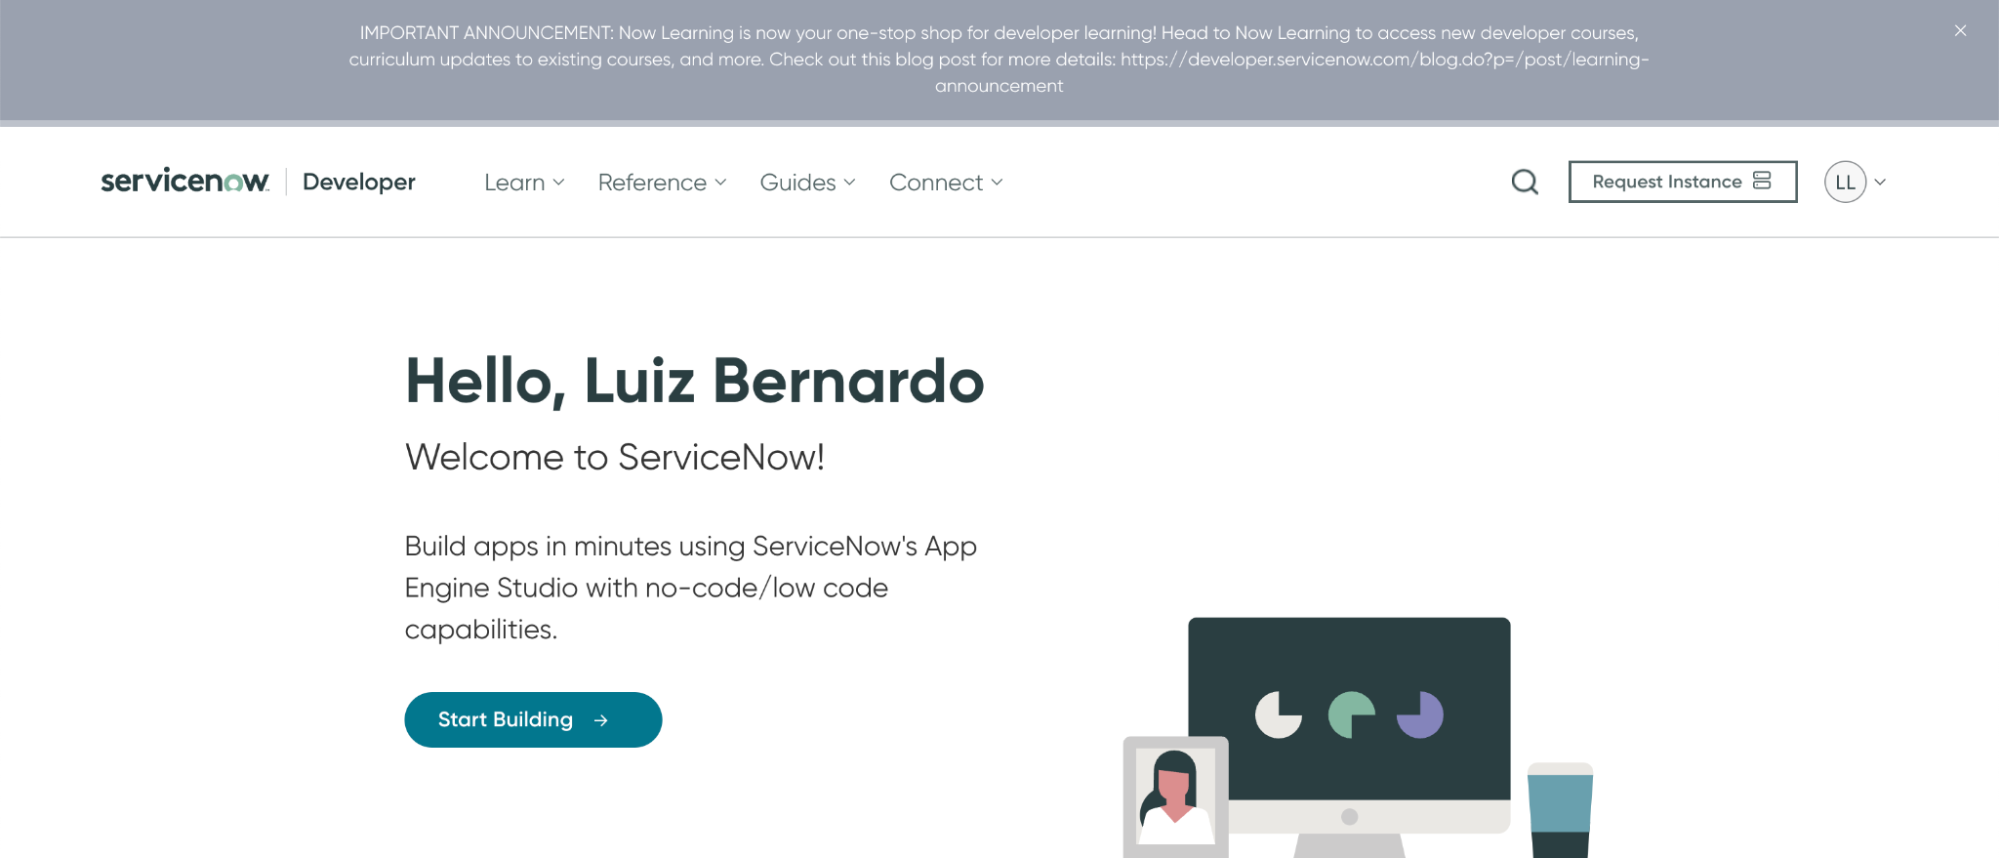 IMPORTANT ANNOUNCEMENT: Now Learning is now your one-stop shop for developer learning! Head to Now Learning to access new developer courses,
curriculum updates to existing courses, and more. Check out this blog post for more details: https://developer.servicenow.com/blog.do?p=/post/learning-
announcement
servicenow Developer Learn Reference Guides Connect Request Instance LL
Hello, Luiz Bernardo
Welcome to ServiceNow!
Build apps in minutes using ServiceNow's App
Engine Studio with no-code/low code
capabilities.
Start Building